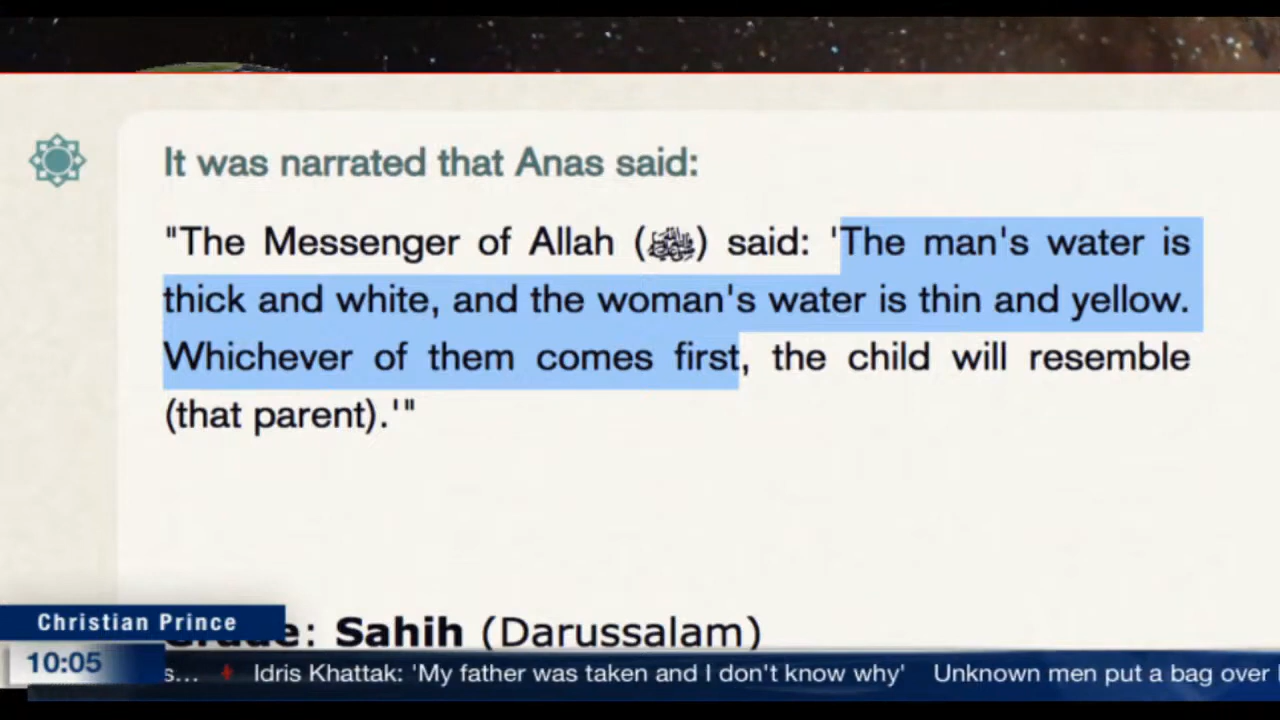 It was narrated that Anas said:
"The Messenger of Allah (ﷺ) said: 'The man's water is
thick and white, and the woman's water is thin and yellow.
Whichever of them comes first, the child will resemble
(that parent).'"
Grade: Sahih (Darussalam)
Christian Prince
10:05
s... Idris Khattak: 'My father was taken and I don't know why' Unknown men put a bag over